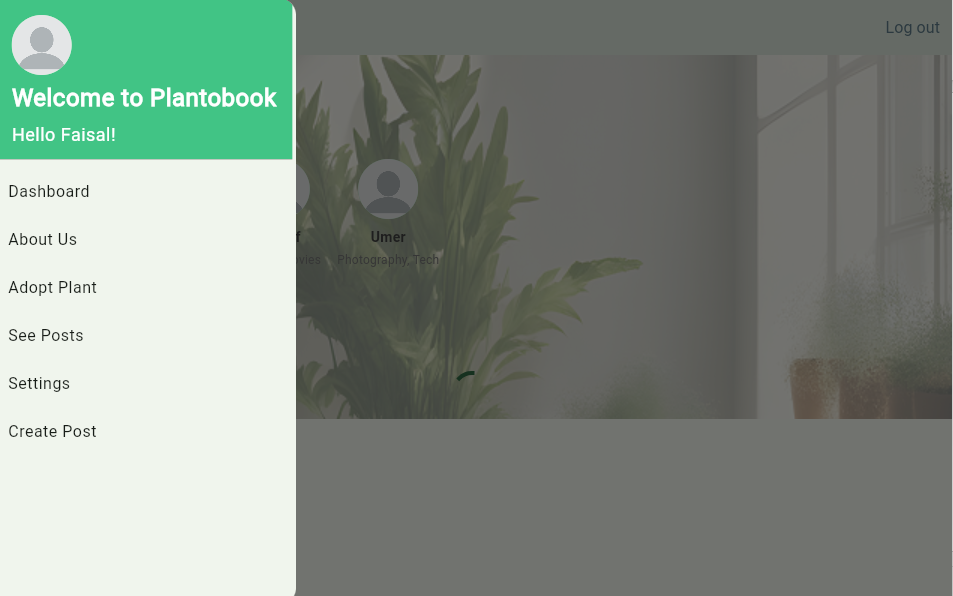 Log out
Welcome to Plantobook
Hello Faisal!
Dashboard
About Us
Adopt Plant
See Posts
Settings
Create Post
Umer
Photography, Tech